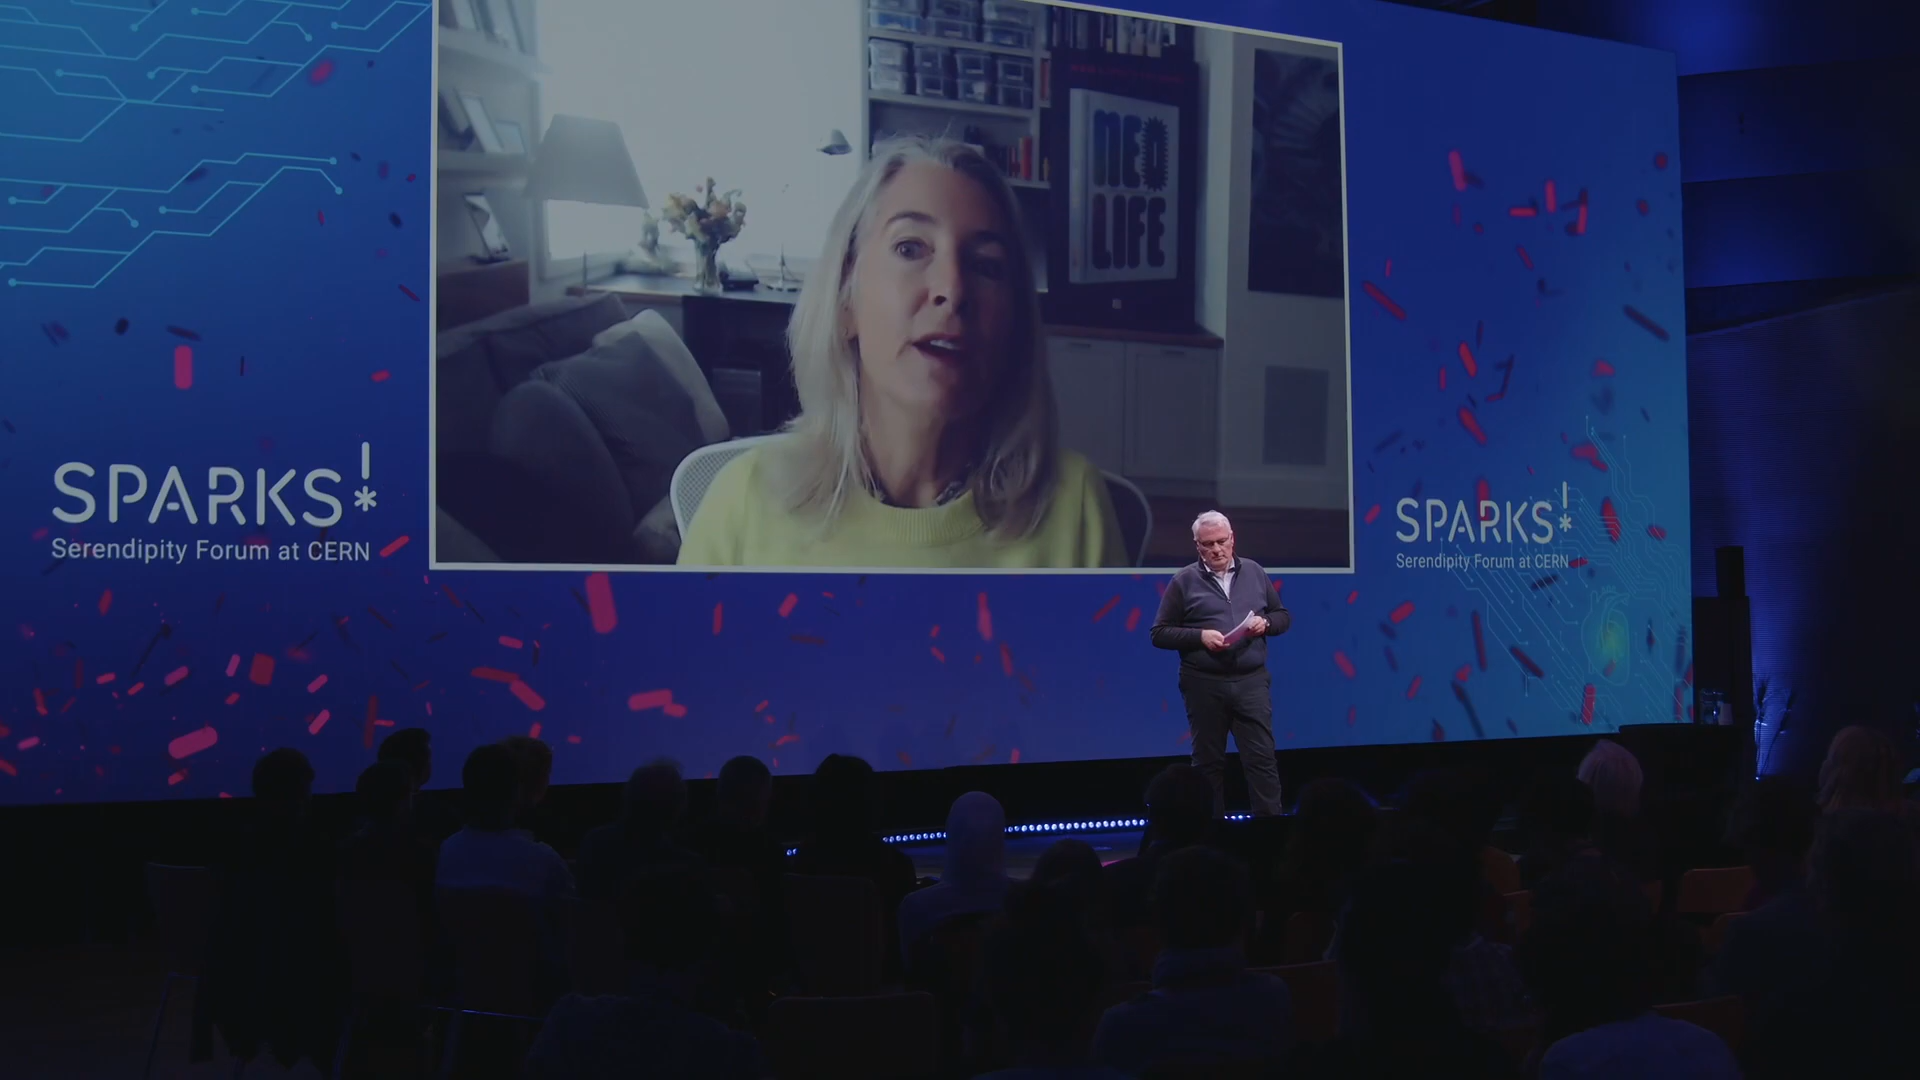 NEO
LIFE
SPARKS!
Serendipity Forum at CERN
SPARKS!
Serendipity Forum at CERN